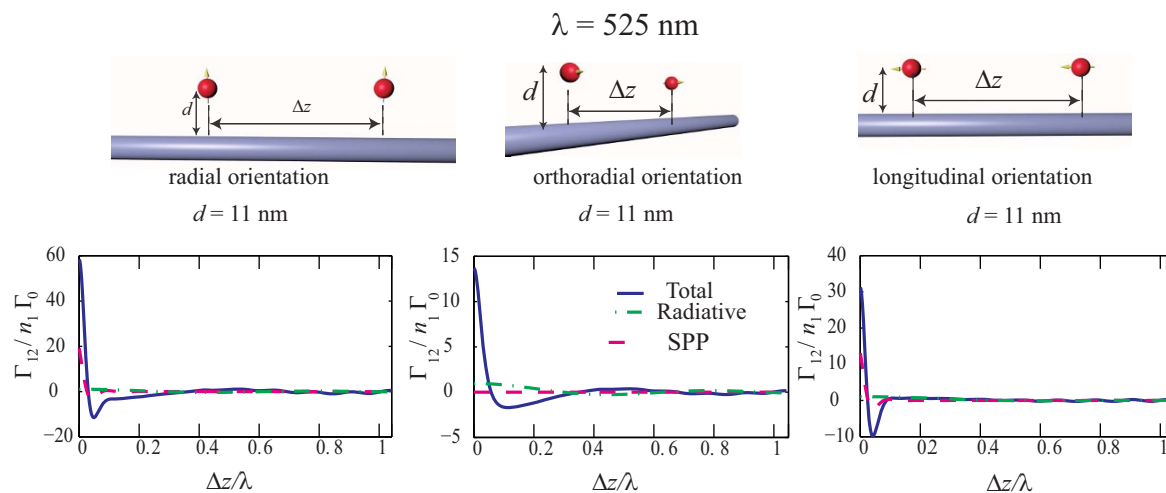 λ = 525 nm
d
Δz
radial orientation
d = 11 nm
d
Δz
orthoradial orientation
d = 11 nm
d
Δz
longitudinal orientation
d = 11 nm
Γ12/ n1 Γ0
60
40
20
0
−20
0
0.2
0.4
0.6
0.8
1
Δz/λ
Γ12/ n1 Γ0
15
10
5
0
−5
Total
Radiative
SPP
0
0.2
0.4
0.6
0.8
1
Δz/λ
Γ12/ n1 Γ0
40
30
20
10
0
−10
0
0.2
0.4
0.6
0.8
1
Δz/λ